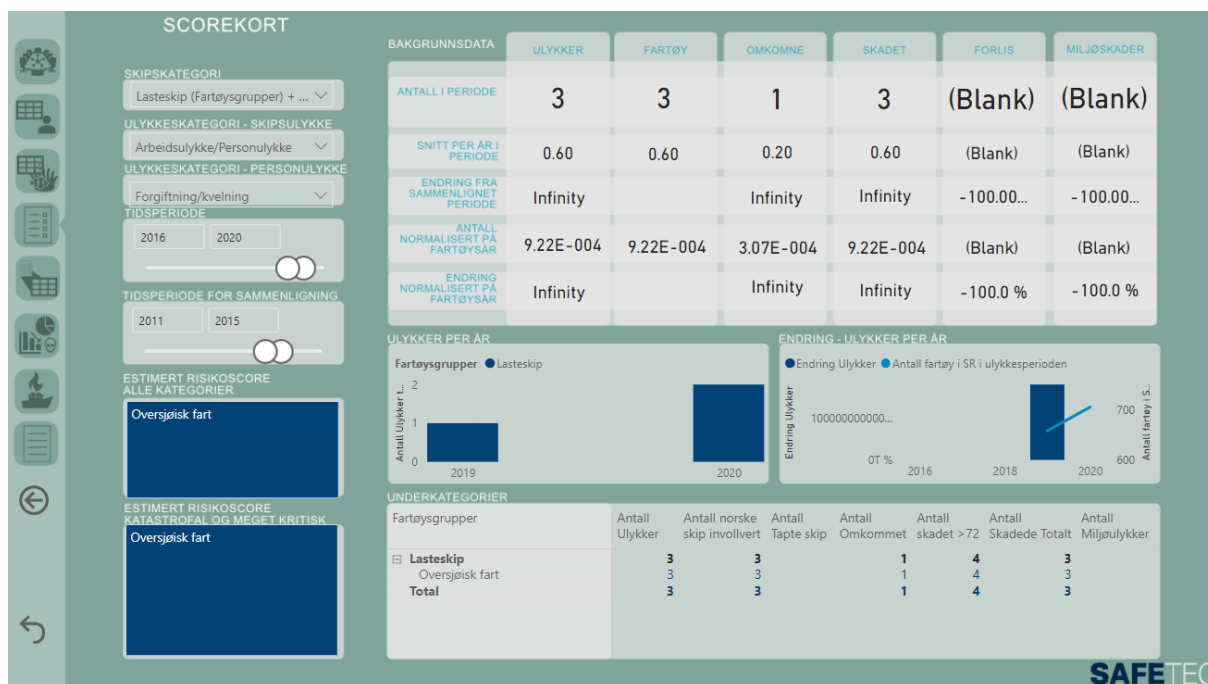 SCOREKORT
SKIPSKATEGORI
Lasteskip (Fartøysgrupper) + ...
ULYKKESKATEGORI - SKIPSULYKKE
Arbeidsulykke/Personulykke
ULYKKESKATEGORI - PERSONULYKKE
Forgiftning/kvelning
TIDSPERIODE
2016 2020
TIDSPERIODE FOR SAMMENLIGNING
2011 2015
ESTIMERT RISIKOSCORE
ALLE KATEGORIER
Oversjøisk fart
ESTIMERT RISIKOSCORE
KATASTROFAL OG MEGET KRITISK
Oversjøisk fart
BAKGRUNNSDATA ULYKKER FARTØY OMKOMNE SKADET FORLIS MILJØSKADER
ANTALL I PERIODE 3 3 1 3 (Blank) (Blank)
SNITT PER ÅR I
PERIODE 0.60 0.60 0.20 0.60 (Blank) (Blank)
ENDRING FRA
SAMMENLIGNET
PERIODE Infinity Infinity Infinity -100.00... -100.00...
ANTALL
NORMALISERT PÅ
FARTØYSÅR 9.22E-004 9.22E-004 3.07E-004 9.22E-004 (Blank) (Blank)
ENDRING
NORMALISERT PÅ
FARTØYSÅR Infinity Infinity Infinity -100.0 % -100.0 %
ULYKKER PER ÅR
Fartøysgrupper Lasteskip
Antall Ulykker t...
2
1
0
2019 2020
ENDRING - ULYKKER PER ÅR
Endring Ulykker Antall fartøy i SR i ulykkesperioden
Endring Ulykker
100000000000...
0T %
2016 2018 2020
700
600
Antall fartøy i S...
UNDERKATEGORIER
Fartøysgrupper Antall Antall norske Antall Antall Antall Antall Antall
Ulykker skip involvert Tapte skip Omkommet skadet >72 Skadede Totalt Miljøulykker
Lasteskip 3 3 1 4 3
Oversjøisk fart 3 3 1 4 3
Total 3 3 1 4 3
SAFETEC